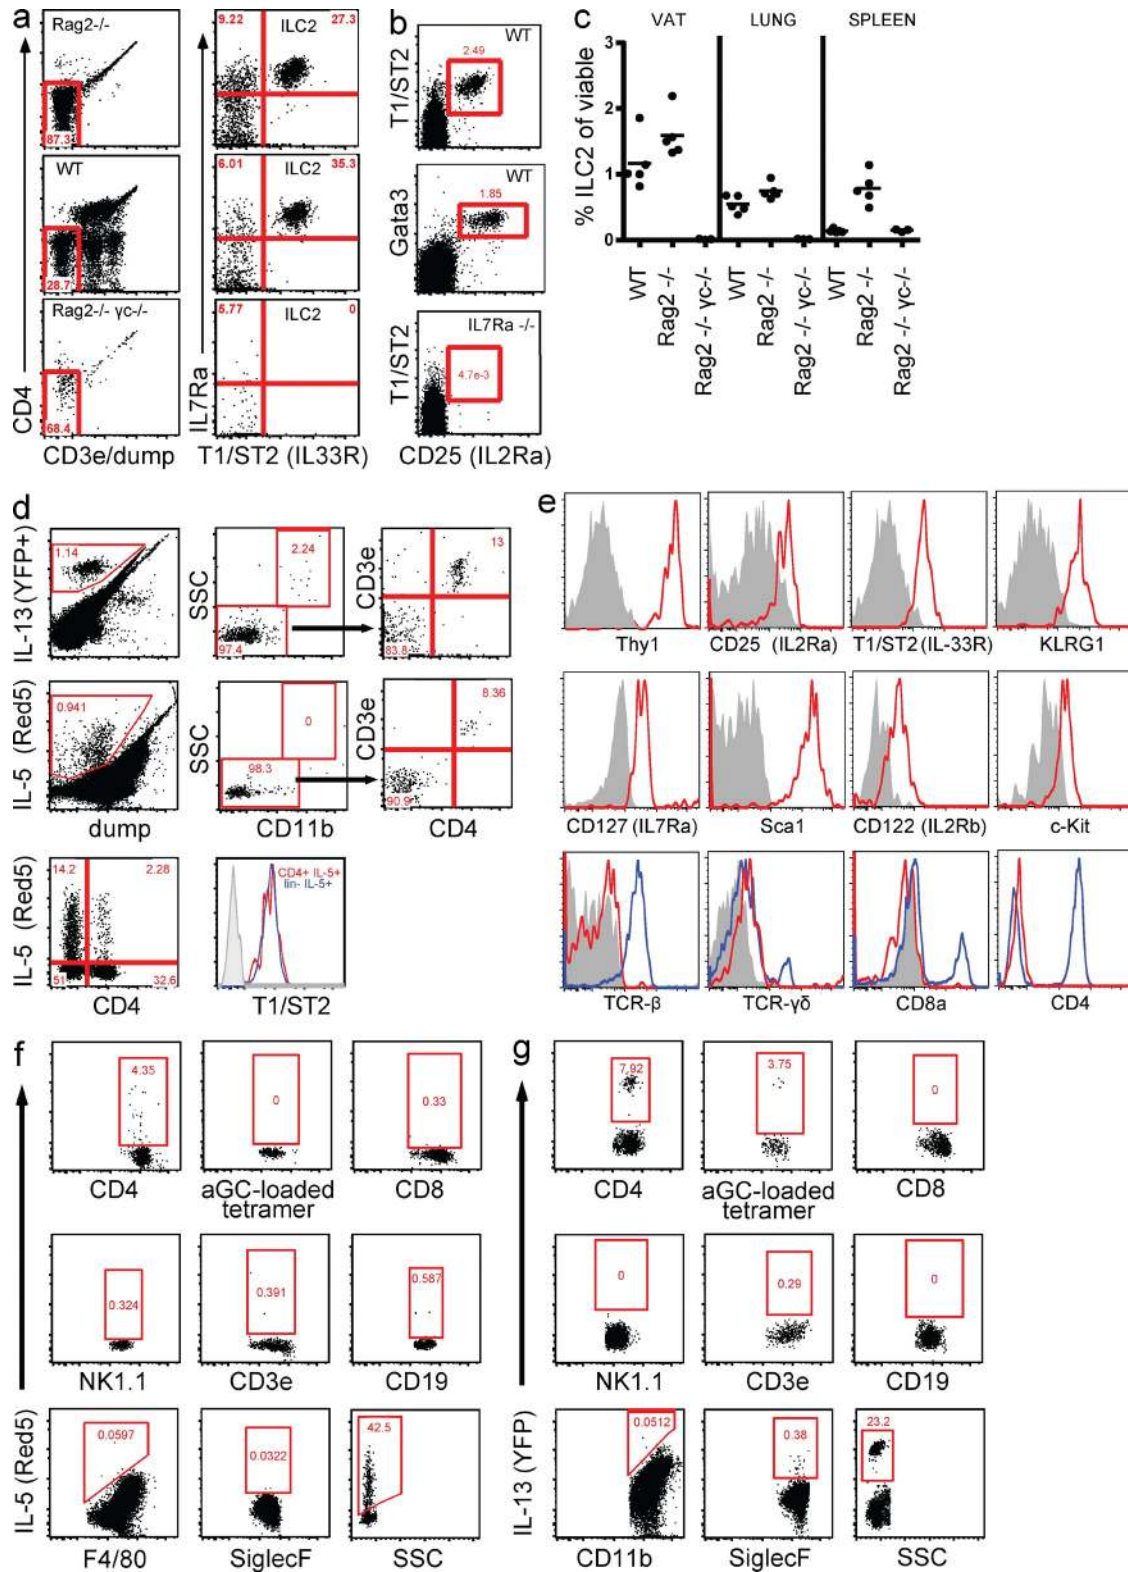 a
b
c
VAT LUNG SPLEEN
Rag2-/-
9.22
ILC2
27.3
87.3
WT
6.01
ILC2
35.3
28.7
Rag2-/- γc-/-
5.77
ILC2
0
68.4
CD4
CD3e/dump
IL7Ra
T1/ST2 (IL33R)
WT
2.49
T1/ST2
WT
1.85
Gata3
IL7Ra -/-
4.7e-3
T1/ST2
CD25 (IL2Ra)
% ILC2 of viable
3
2
1
0
WT
Rag2 -/-
Rag2 -/- γc-/-
WT
Rag2 -/-
Rag2 -/- γc-/-
WT
Rag2 -/-
Rag2 -/- γc-/-
d
IL-13 (YFP+)
1.14
SSC
2.24
97.4
CD3e
13
83.8
IL-5 (Red5)
0.941
dump
SSC
0
98.3
CD11b
CD3e
8.36
90.9
CD4
IL-5 (Red5)
14.2
2.28
51
32.6
CD4
CD4+ IL-5+
lin- IL-5+
T1/ST2
e
Thy1
CD25 (IL2Ra)
T1/ST2 (IL-33R)
KLRG1
CD127 (IL7Ra)
Sca1
CD122 (IL2Rb)
c-Kit
TCR-β
TCR-γδ
CD8a
CD4
f
4.35
CD4
0
aGC-loaded
tetramer
0.33
CD8
0.324
NK1.1
0.391
CD3e
0.587
CD19
IL-5 (Red5)
0.0597
F4/80
0.0322
SiglecF
42.5
SSC
g
7.92
CD4
3.75
aGC-loaded
tetramer
0
CD8
0
NK1.1
0.29
CD3e
0
CD19
IL-13 (YFP)
0.0512
CD11b
0.38
SiglecF
23.2
SSC